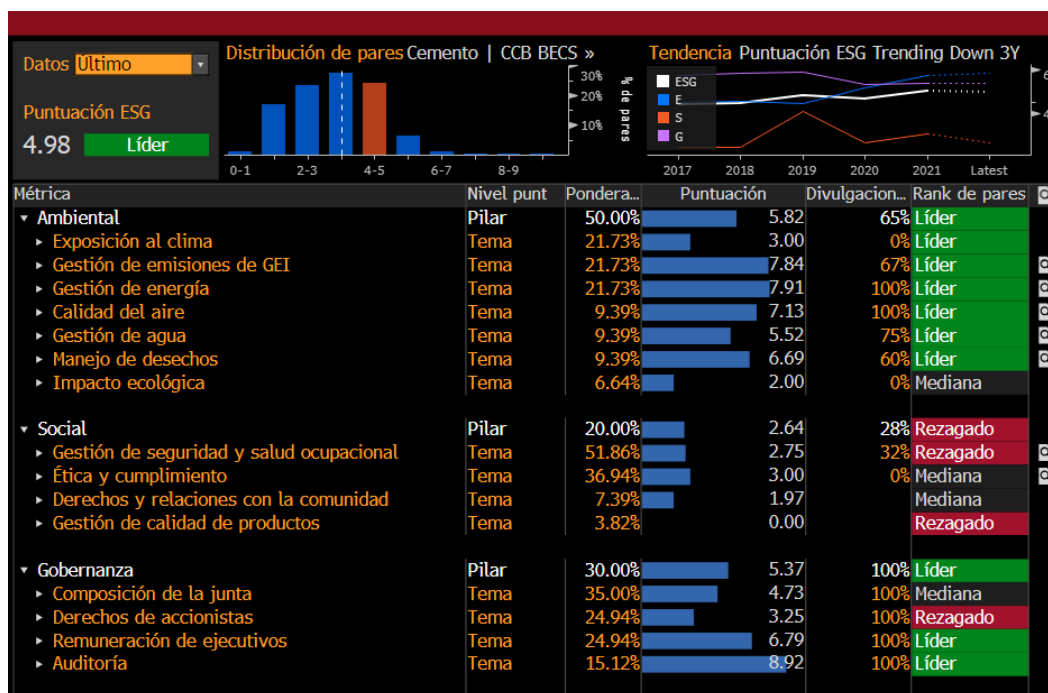 Datos Último
Distribución de pares Cemento | CCB BECS »
Tendencia Puntuación ESG Trending Down 3Y
Puntuación ESG
4.98 Líder
30%
20%
10%
% de pares
0-1 2-3 4-5 6-7 8-9
ESG
E
S
G
6
4
2017 2018 2019 2020 2021 Latest
Métrica Nivel punt Pondera... Puntuación Divulgacion... Rank de pares
Ambiental Pilar 50.00% 5.82 65% Líder
Exposición al clima Tema 21.73% 3.00 0% Líder
Gestión de emisiones de GEI Tema 21.73% 7.84 67% Líder
Gestión de energía Tema 21.73% 7.91 100% Líder
Calidad del aire Tema 9.39% 7.13 100% Líder
Gestión de agua Tema 9.39% 5.52 75% Líder
Manejo de desechos Tema 9.39% 6.69 60% Líder
Impacto ecológica Tema 6.64% 2.00 0% Mediana
Social Pilar 20.00% 2.64 28% Rezagado
Gestión de seguridad y salud ocupacional Tema 51.86% 2.75 32% Rezagado
Ética y cumplimiento Tema 36.94% 3.00 0% Mediana
Derechos y relaciones con la comunidad Tema 7.39% 1.97 Mediana
Gestión de calidad de productos Tema 3.82% 0.00 Rezagado
Gobernanza Pilar 30.00% 5.37 100% Líder
Composición de la junta Tema 35.00% 4.73 100% Mediana
Derechos de accionistas Tema 24.94% 3.25 100% Rezagado
Remuneración de ejecutivos Tema 24.94% 6.79 100% Líder
Auditoría Tema 15.12% 8.92 100% Líder